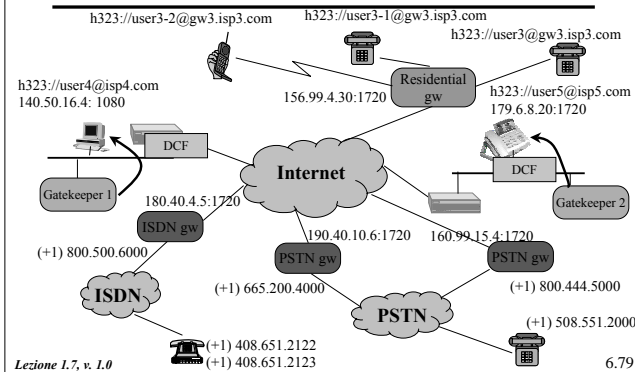 h323://user3-2@gw3.isp3.com
h323://user3-1@gw3.isp3.com
h323://user3@gw3.isp3.com
h323://user4@isp4.com
140.50.16.4: 1080
156.99.4.30:1720
Residential
gw
h323://user5@isp5.com
179.6.8.20:1720
DCF
Internet
DCF
Gatekeeper 1
Gatekeeper 2
180.40.4.5:1720
ISDN gw
190.40.10.6:1720
160.99.15.4:1720
(+1) 800.500.6000
PSTN gw
PSTN gw
(+1) 665.200.4000
(+1) 800.444.5000
ISDN
PSTN
(+1) 508.551.2000
(+1) 408.651.2122
(+1) 408.651.2123
Lezione 1.7, v. 1.0
6.79